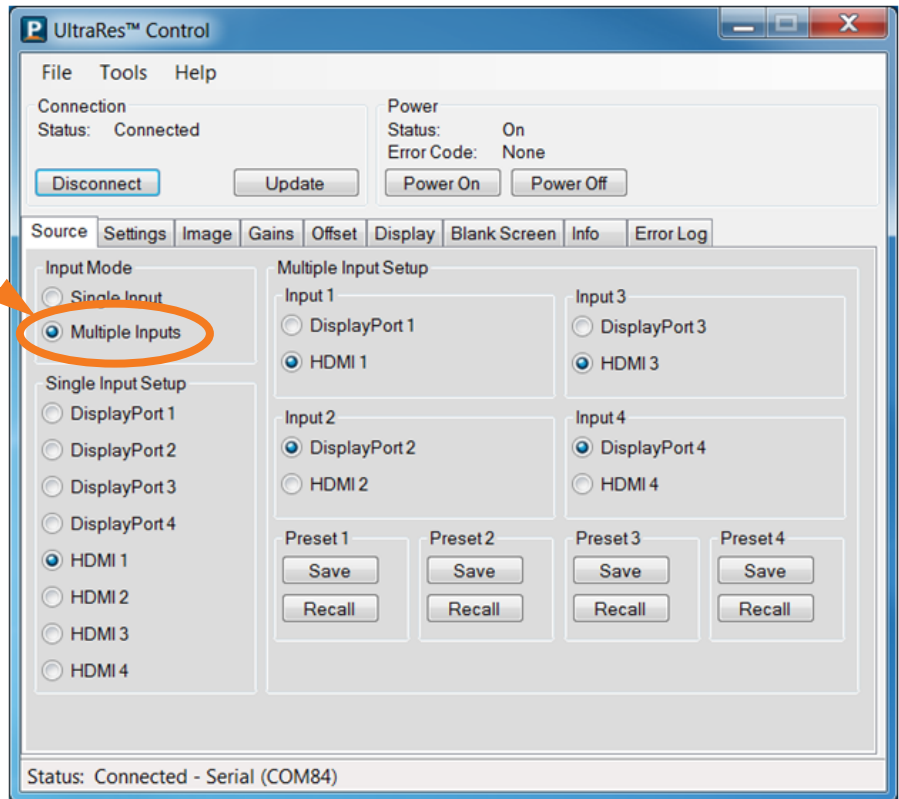 P UltraRes™ Control
File Tools Help
Connection
Status: Connected
Disconnect Update
Power
Status: On
Error Code: None
Power On Power Off
Source Settings Image Gains Offset Display Blank Screen Info Error Log
Input Mode
Single Input
Multiple Inputs
Single Input Setup
DisplayPort 1
DisplayPort 2
DisplayPort 3
DisplayPort 4
HDMI 1
HDMI 2
HDMI 3
HDMI 4
Multiple Input Setup
Input 1
DisplayPort 1
HDMI 1
Input 3
DisplayPort 3
HDMI 3
Input 2
DisplayPort 2
HDMI 2
Input 4
DisplayPort 4
HDMI 4
Preset 1
Save
Recall
Preset 2
Save
Recall
Preset 3
Save
Recall
Preset 4
Save
Recall
Status: Connected - Serial (COM84)